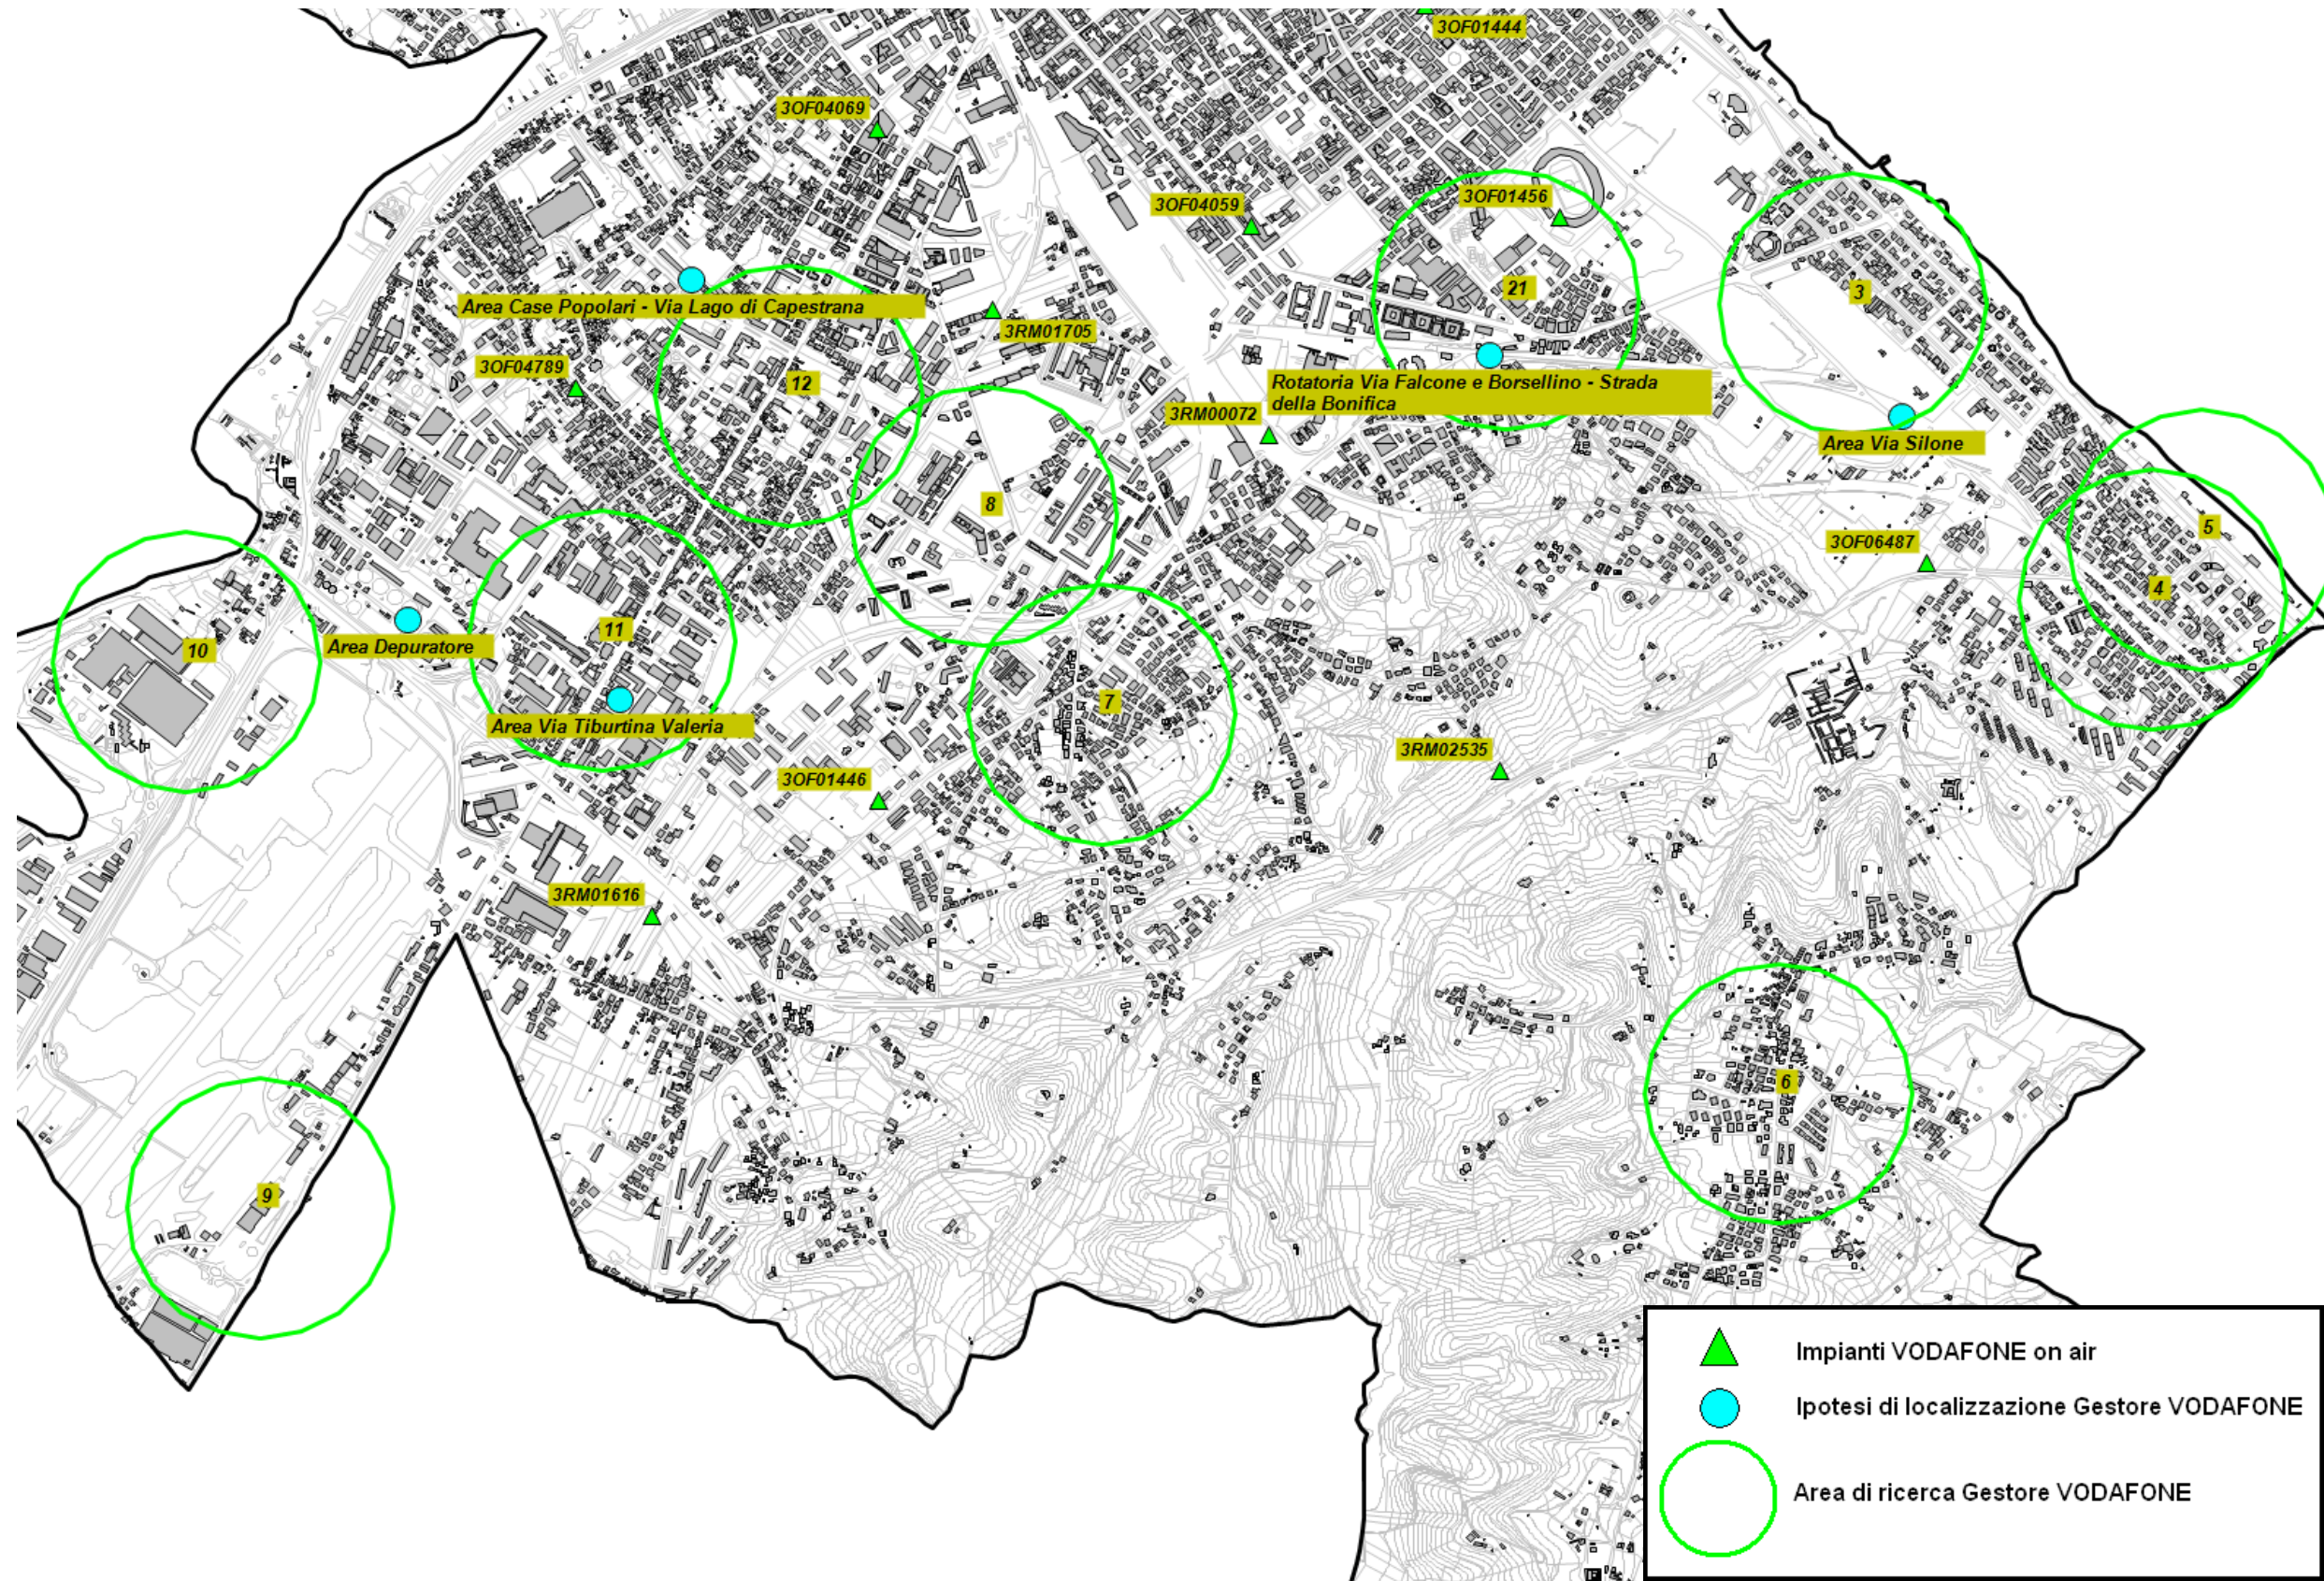 3OF01444
3OF04069
3OF01456
3OF04059
21
3
Area Case Popolari - Via Lago di Capestrana
3RM01705
3OF04789
12
Rotatoria Via Falcone e Borsellino - Strada
della Bonifica
3RM00072
Area Via Silone
8
5
3OF06487
4
11
10
Area Depuratore
7
Area Via Tiburtina Valeria
3RM02535
3OF01446
3RM01616
6
9
Impianti VODAFONE on air
Ipotesi di localizzazione Gestore VODAFONE
Area di ricerca Gestore VODAFONE